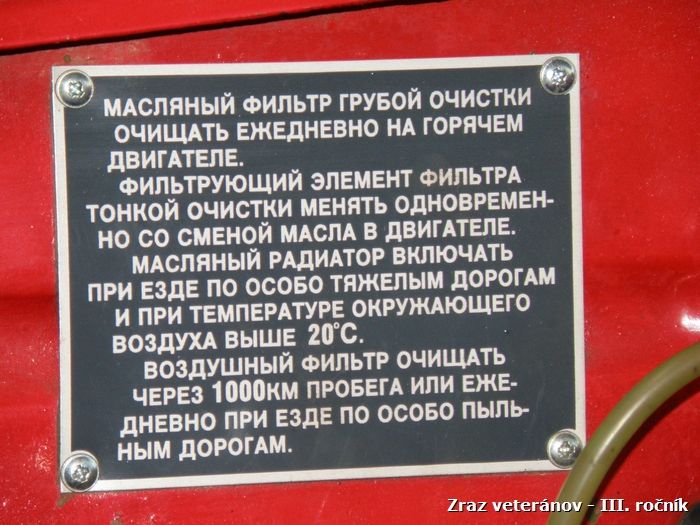 МАСЛЯНЫЙ ФИЛЬТР ГРУБОЙ ОЧИСТКИ
ОЧИЩАТЬ ЕЖЕДНЕВНО НА ГОРЯЧЕМ
ДВИГАТЕЛЕ.
ФИЛЬТРУЮЩИЙ ЭЛЕМЕНТ ФИЛЬТРА
ТОНКОЙ ОЧИСТКИ МЕНЯТЬ ОДНОВРЕМЕН-
НО СО СМЕНОЙ МАСЛА В ДВИГАТЕЛЕ.
МАСЛЯНЫЙ РАДИАТОР ВКЛЮЧАТЬ
ПРИ ЕЗДЕ ПО ОСОБО ТЯЖЕЛЫМ ДОРОГАМ
И ПРИ ТЕМПЕРАТУРЕ ОКРУЖАЮЩЕГО
ВОЗДУХА ВЫШЕ 20°С.
ВОЗДУШНЫЙ ФИЛЬТР ОЧИЩАТЬ
ЧЕРЕЗ 1000КМ ПРОБЕГА ИЛИ ЕЖЕ-
ДНЕВНО ПРИ ЕЗДЕ ПО ОСОБО ПЫЛЬ-
НЫМ ДОРОГАМ.
Zraz veteránov - III. ročník